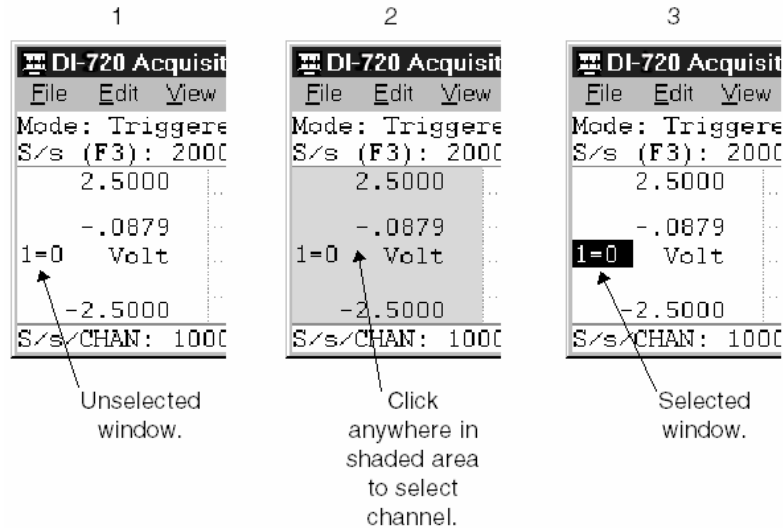 1
DI-720 Acquisit
File Edit View
Mode: Triggere
S/s (F3): 2000
2.5000
-.0879
1=0 Volt
-2.5000
S/s/CHAN: 1000
Unselected
window.
2
DI-720 Acquisit
File Edit View
Mode: Triggere
S/s (F3): 2000
2.5000
-.0879
1=0 Volt
-2.5000
S/s/CHAN: 1000
Click
anywhere in
shaded area
to select
channel.
3
DI-720 Acquisit
File Edit View
Mode: Triggere
S/s (F3): 2000
2.5000
-.0879
1=0 Volt
-2.5000
S/s/CHAN: 1000
Selected
window.